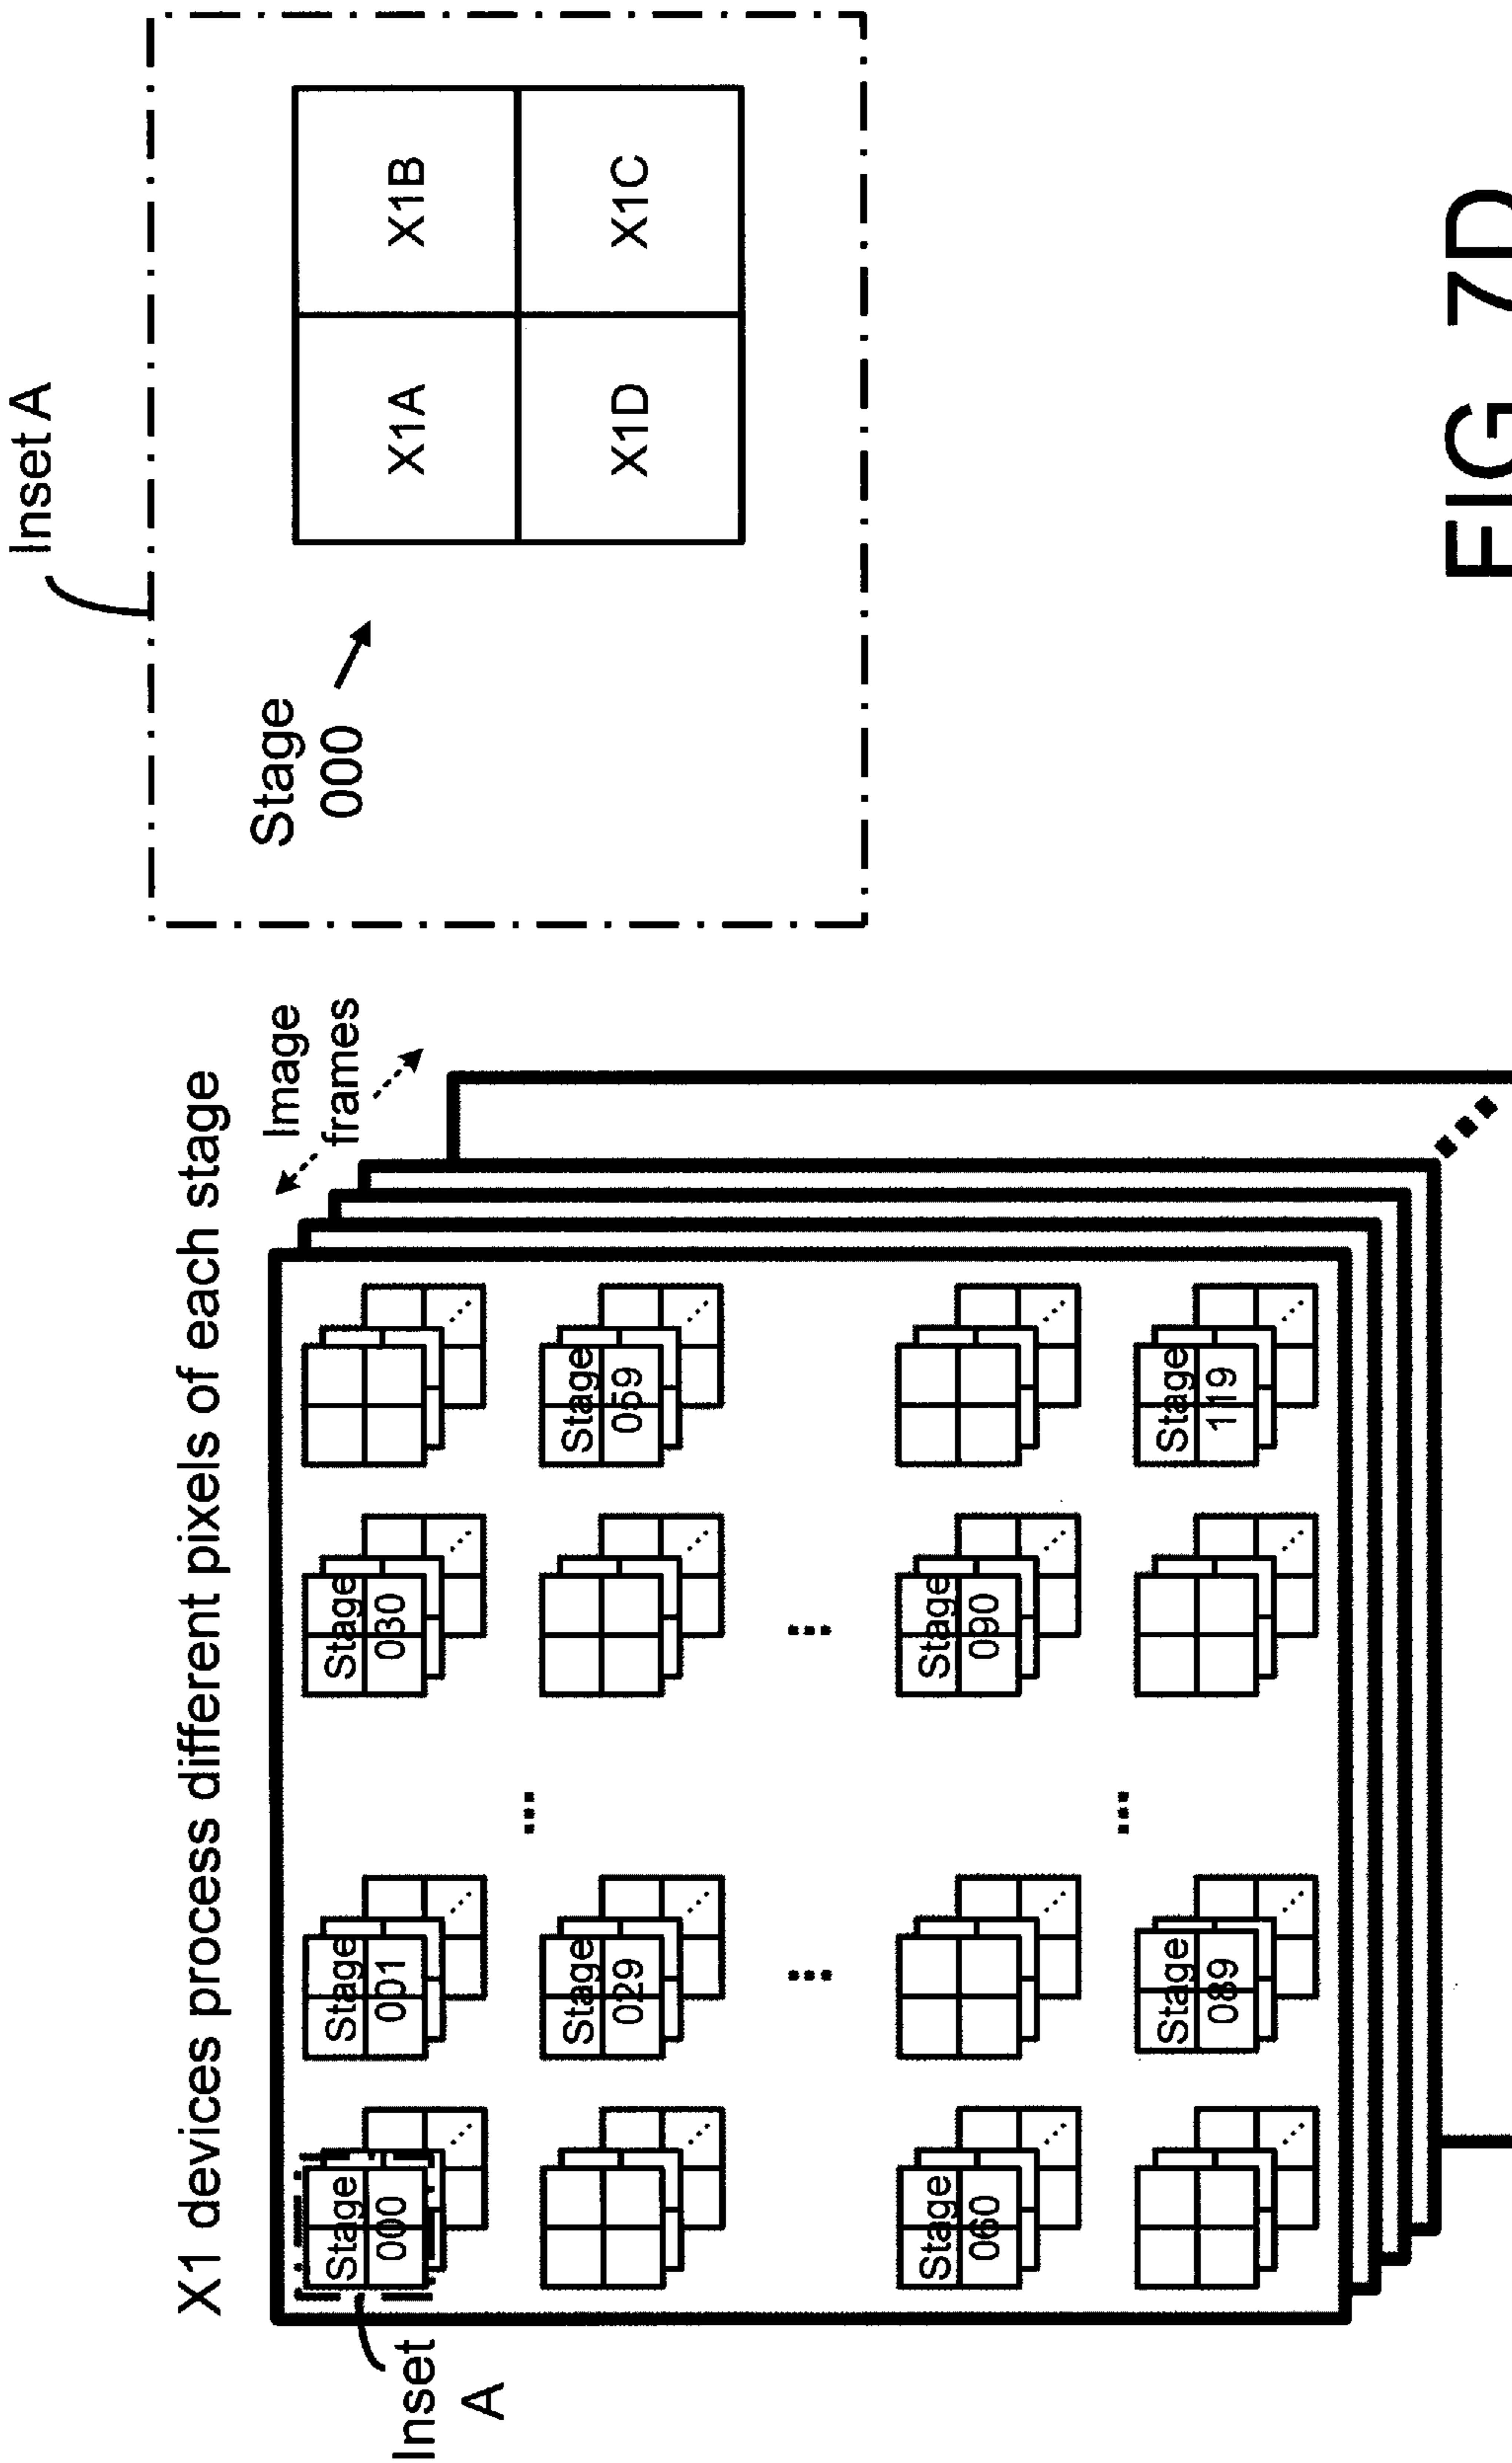 X1 devices process different pixels of each stage
Image
frames
Inset
A
Stage
000
Stage
001
Stage
030
Stage
029
Stage
059
Stage
060
Stage
090
Stage
089
Stage
119
...
...
...
...
Inset A
Stage
000
X1A
X1B
X1D
X1C
FIG 7D